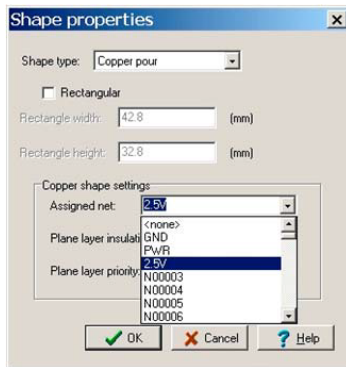 Shape properties
Shape type: Copper pour
Rectangular
Rectangle width: 42.8 (mm)
Rectangle height: 32.8 (mm)
Copper shape settings
Assigned net: 2.5V
<none>
Plane layer insulati GND
PWR
2.5V
Plane layer priority: N00003
N00004
N00005
N00006
OK Cancel ? Help